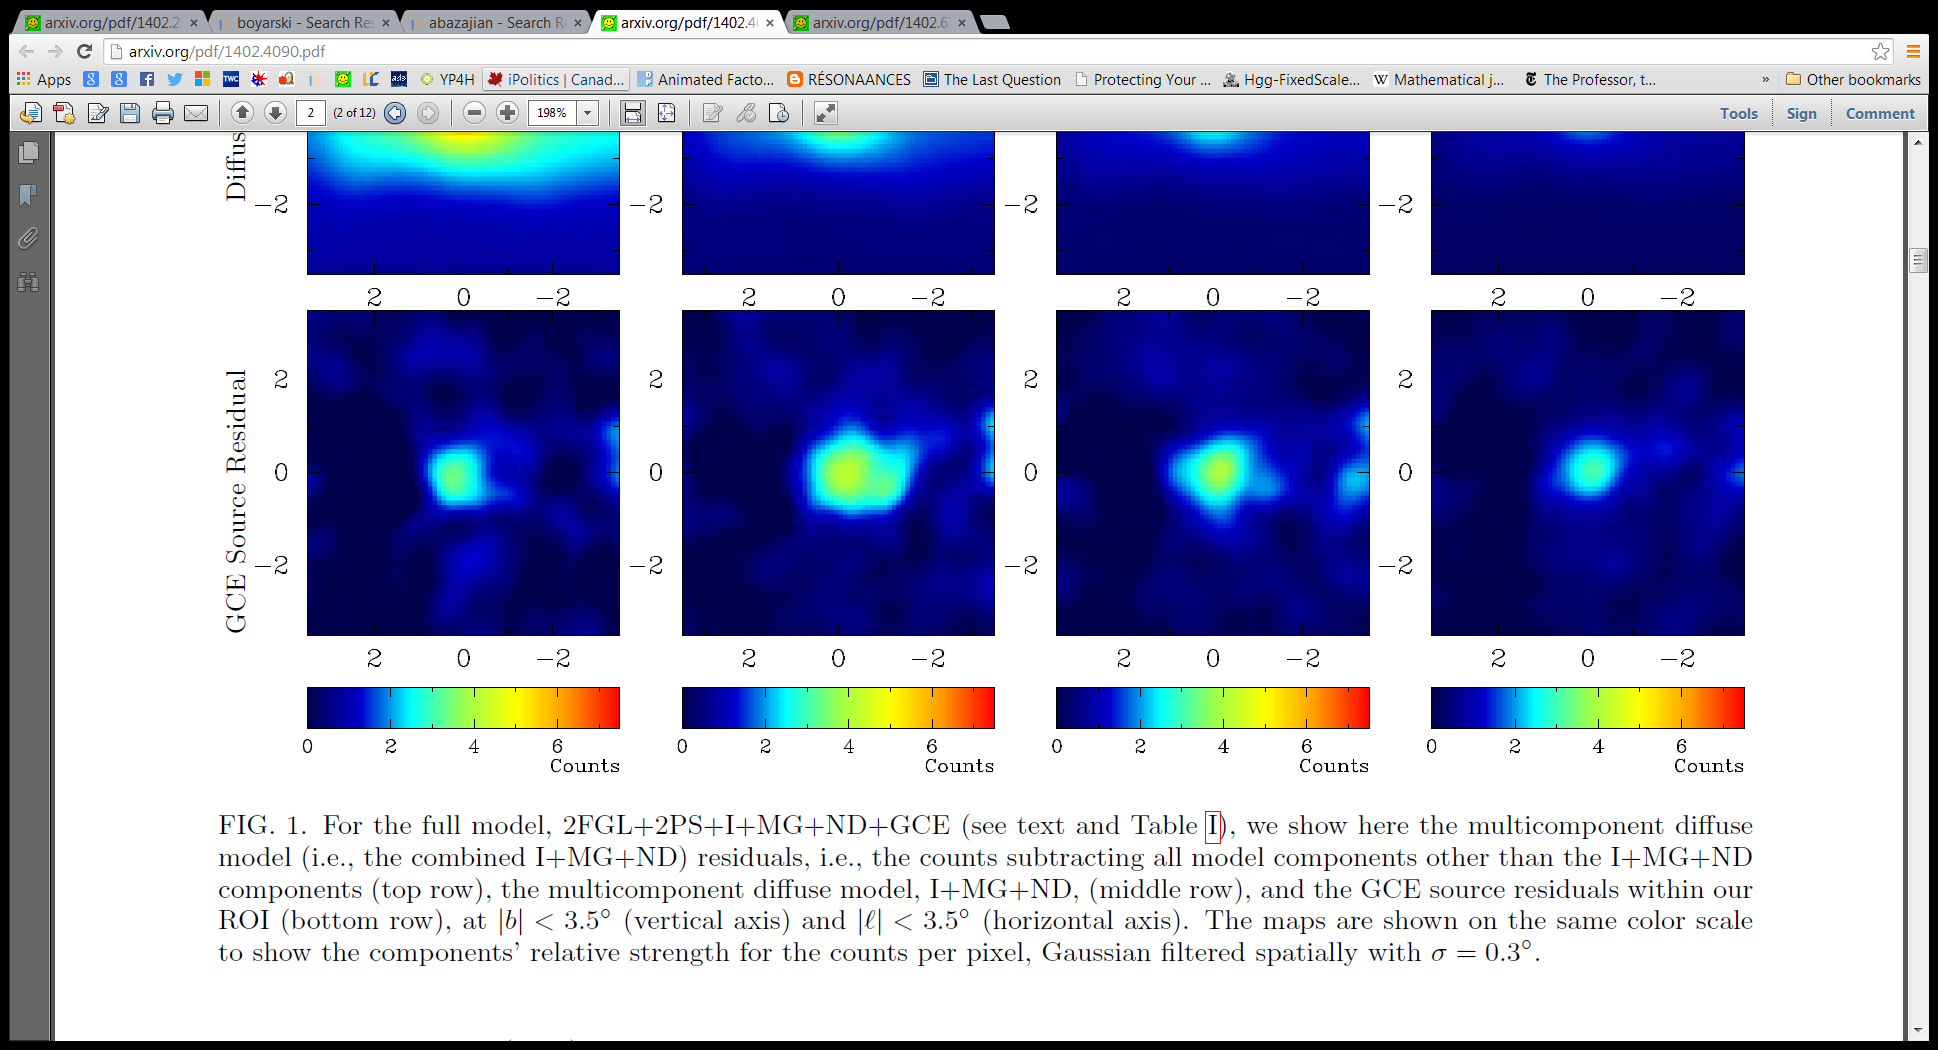 arxiv.org/pdf/1402.2 × boyarski - Search Res × abazajian - Search R × arxiv.org/pdf/1402.4 × arxiv.org/pdf/1402.6 ×
arxiv.org/pdf/1402.4090.pdf
Apps YP4H iPolitics | Canad... Animated Facto... RÉSONAANCES The Last Question Protecting Your ... Hgg-FixedScale... Mathematical j... The Professor, t... » Other bookmarks
2 (2 of 12) 198% Tools Sign Comment
Diffus
−2 −2 −2 −2
2 0 −2 2 0 −2 2 0 −2 2 0 −2
GCE Source Residual
2 2 2 2
0 0 0 0
−2 −2 −2 −2
2 0 −2 2 0 −2 2 0 −2 2 0 −2
0 2 4 6 0 2 4 6 0 2 4 6 0 2 4 6
Counts Counts Counts Counts
FIG. 1. For the full model, 2FGL+2PS+I+MG+ND+GCE (see text and Table I), we show here the multicomponent diffuse
model (i.e., the combined I+MG+ND) residuals, i.e., the counts subtracting all model components other than the I+MG+ND
components (top row), the multicomponent diffuse model, I+MG+ND, (middle row), and the GCE source residuals within our
ROI (bottom row), at |b| < 3.5° (vertical axis) and |ℓ| < 3.5° (horizontal axis). The maps are shown on the same color scale
to show the components' relative strength for the counts per pixel, Gaussian filtered spatially with σ = 0.3°.